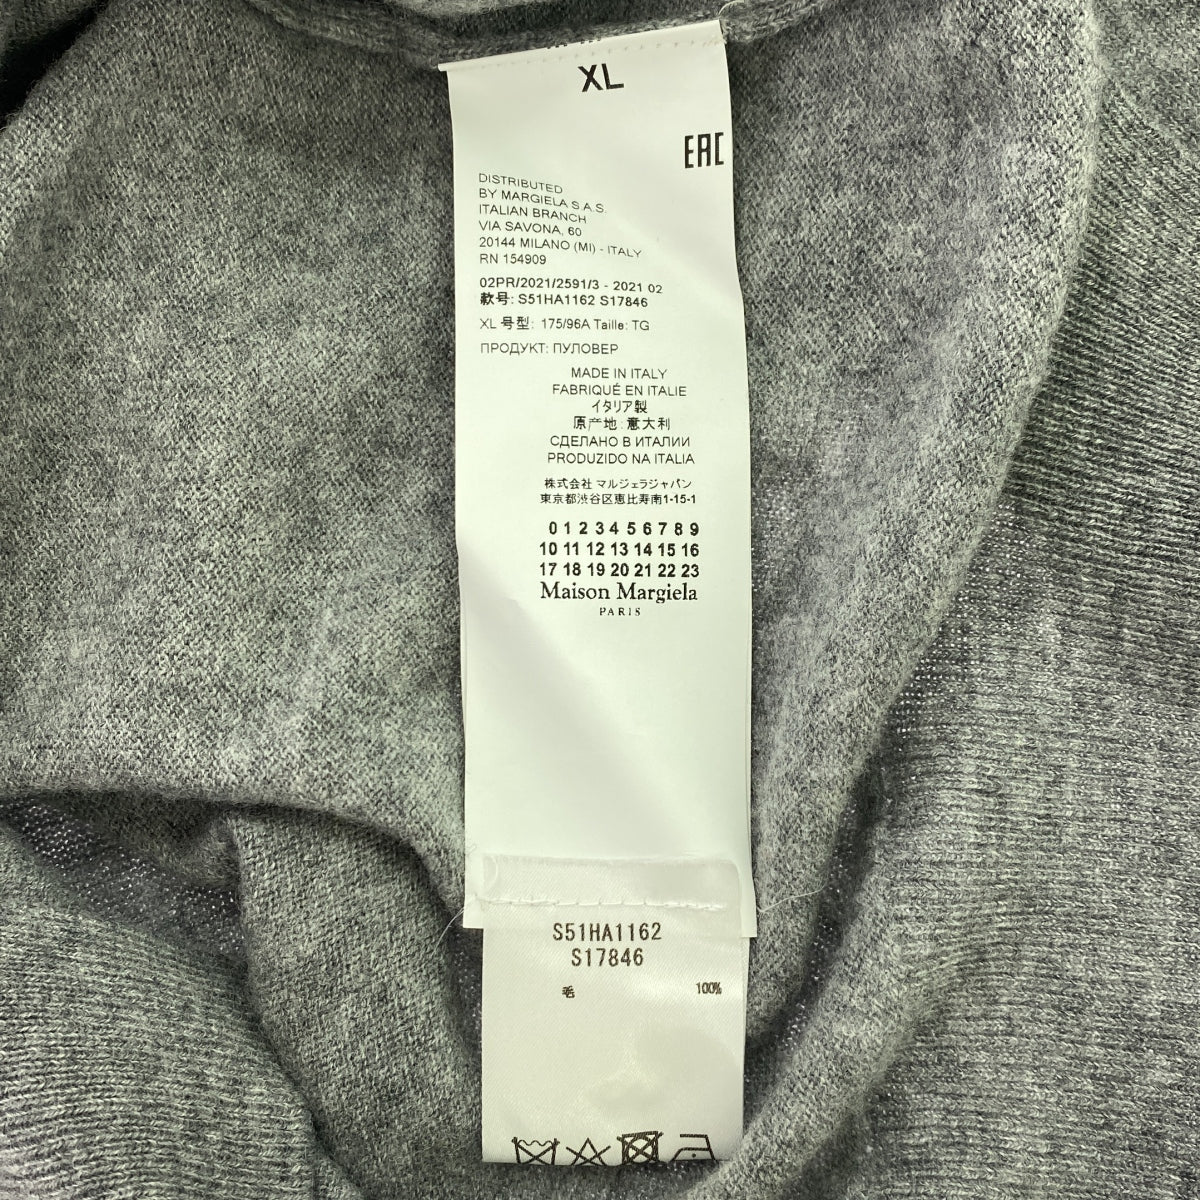 XL
EAC
DISTRIBUTED
BY MARGIELA S.A.S.
ITALIAN BRANCH
VIA SAVONA, 60
20144 MILANO (MI) - ITALY
RN 154909
02PR/2021/2591/3 - 2021 02
款号: S51HA1162 S17846
XL 号型: 175/96A Taille: TG
ПРОДУКТ: ПУЛОВЕР
MADE IN ITALY
FABRIQUÉ EN ITALIE
イタリア製
原产地: 意大利
СДЕЛАНО В ИТАЛИИ
PRODUZIDO NA ITALIA
株式会社 マルジェラジャパン
東京都渋谷区恵比寿南1-15-1
0 1 2 3 4 5 6 7 8 9
10 11 12 13 14 15 16
17 18 19 20 21 22 23
Maison Margiela
PARIS
S51HA1162
S17846
毛 100%